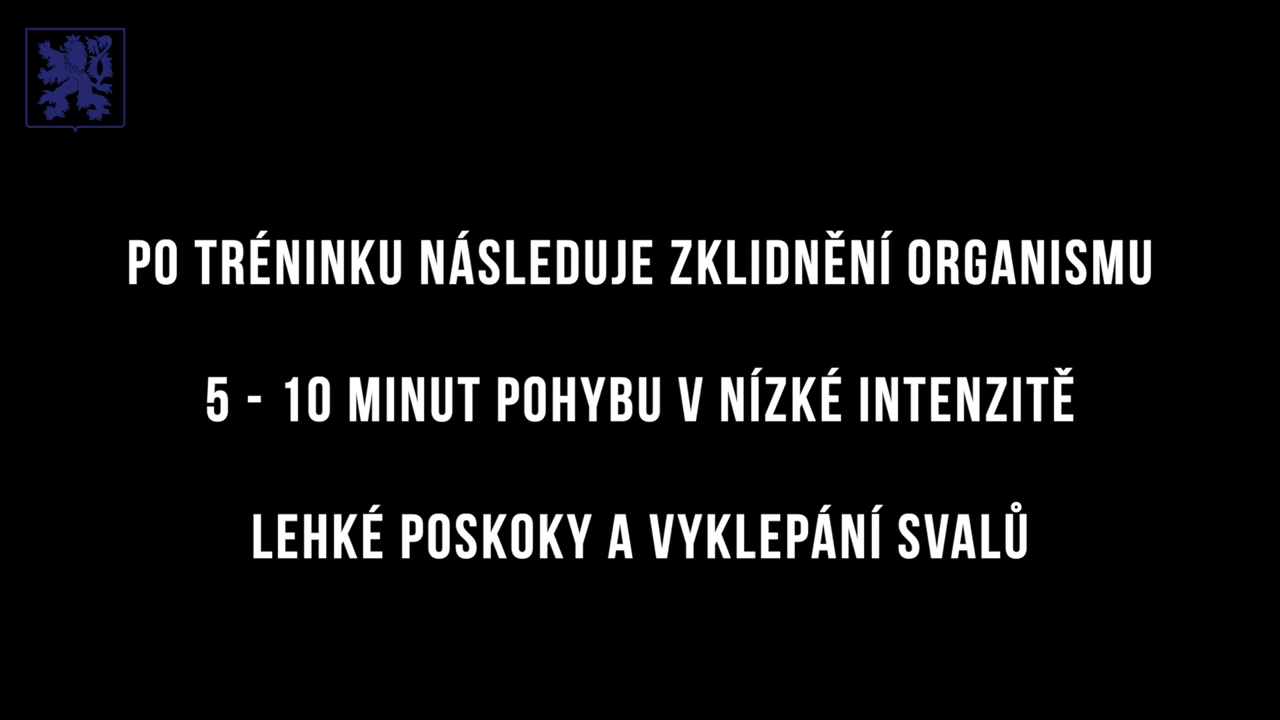 PO TRÉNINKU NÁSLEDUJE ZKLIDNĚNÍ ORGANISMU
5 - 10 MINUT POHYBU V NÍZKÉ INTENZITĚ
LEHKÉ POSKOKY A VYKLEPÁNÍ SVALŮ